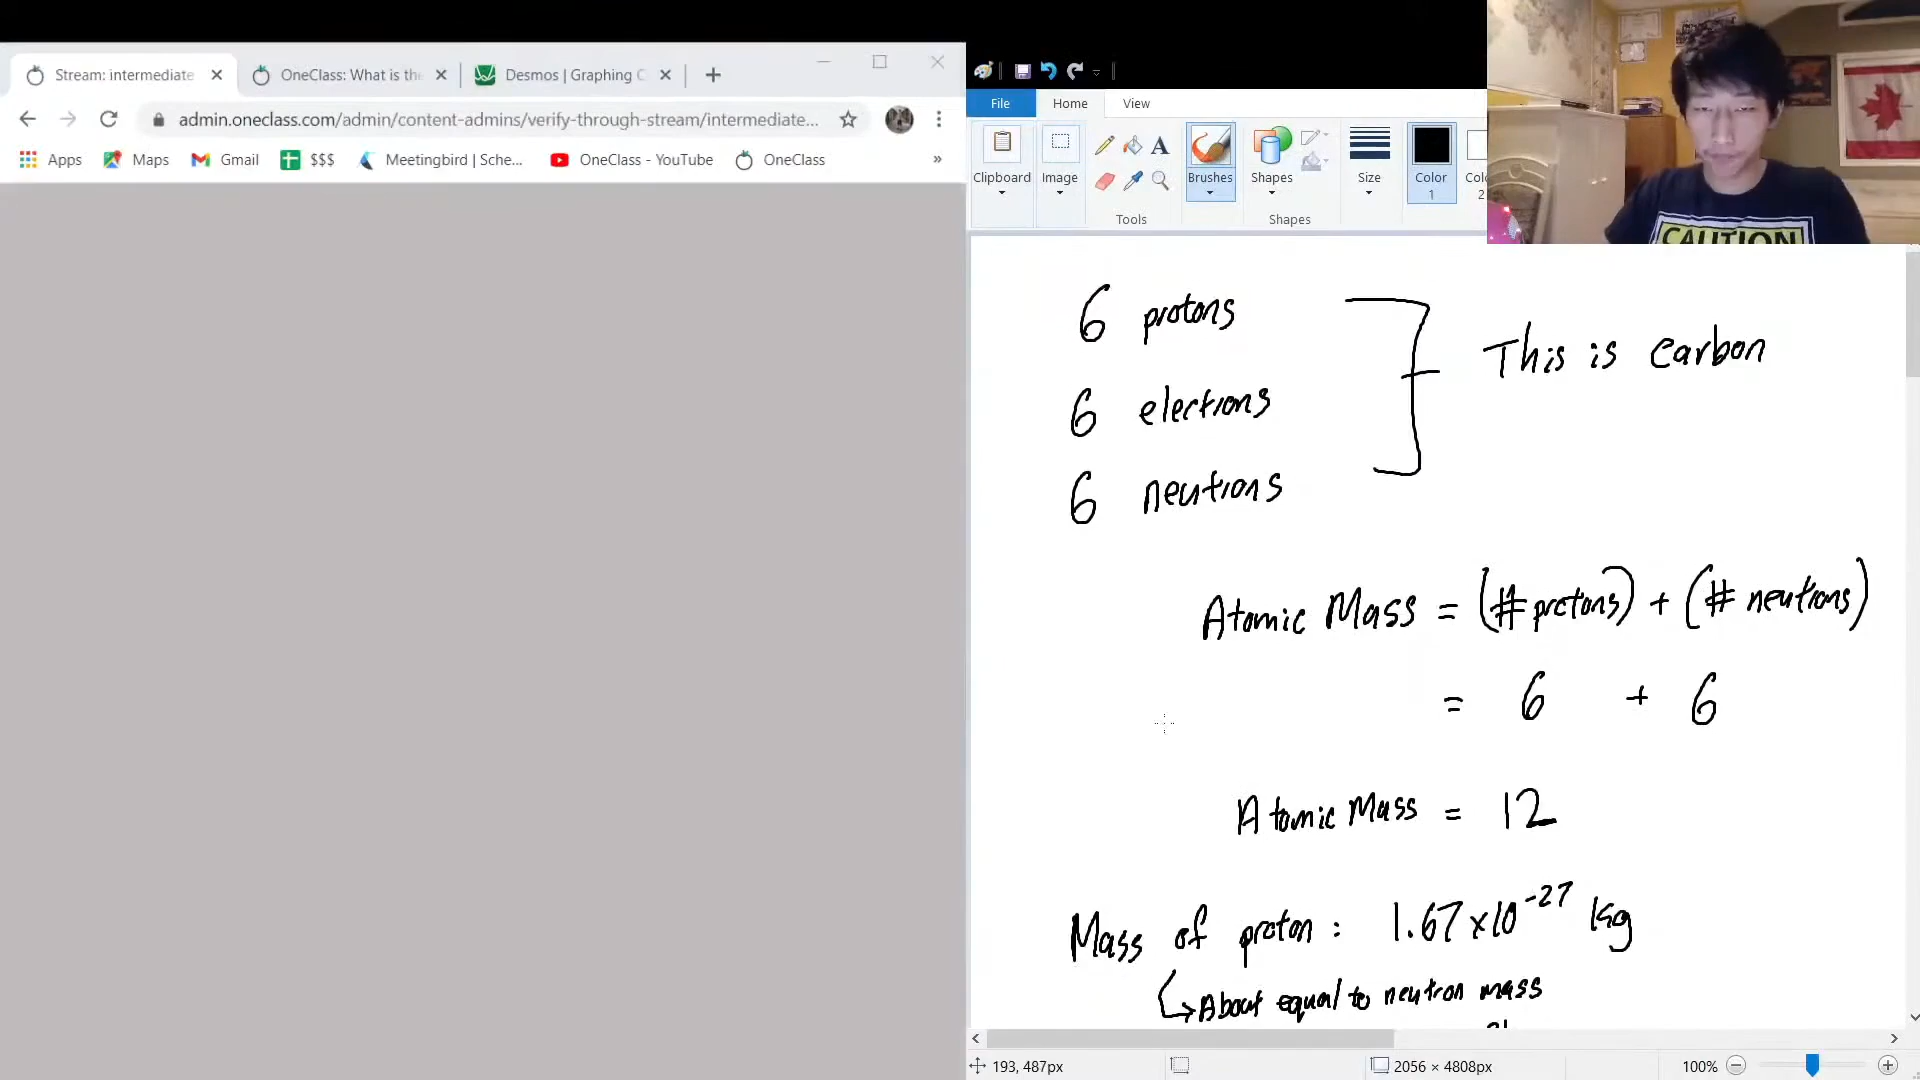 Stream: intermediate
OneClass: What is the
Desmos | Graphing C
admin.oneclass.com/admin/content-admins/verify-through-stream/intermediate...
Apps
Maps
Gmail
$$$
Meetingbird | Sche...
OneClass - YouTube
OneClass
»
File
Home
View
Clipboard
Image
Tools
Brushes
Shapes
Shapes
Size
Color
1
Colo
2
CAUTION
6 protons
6 electrons
6 neutrons
This is carbon
Atomic Mass = (# protons) + (# neutrons)
= 6 + 6
Atomic Mass = 12
Mass of proton : 1.67 x 10^-27 kg
↳ About equal to neutron mass
193, 487px
2056 × 4808px
100%